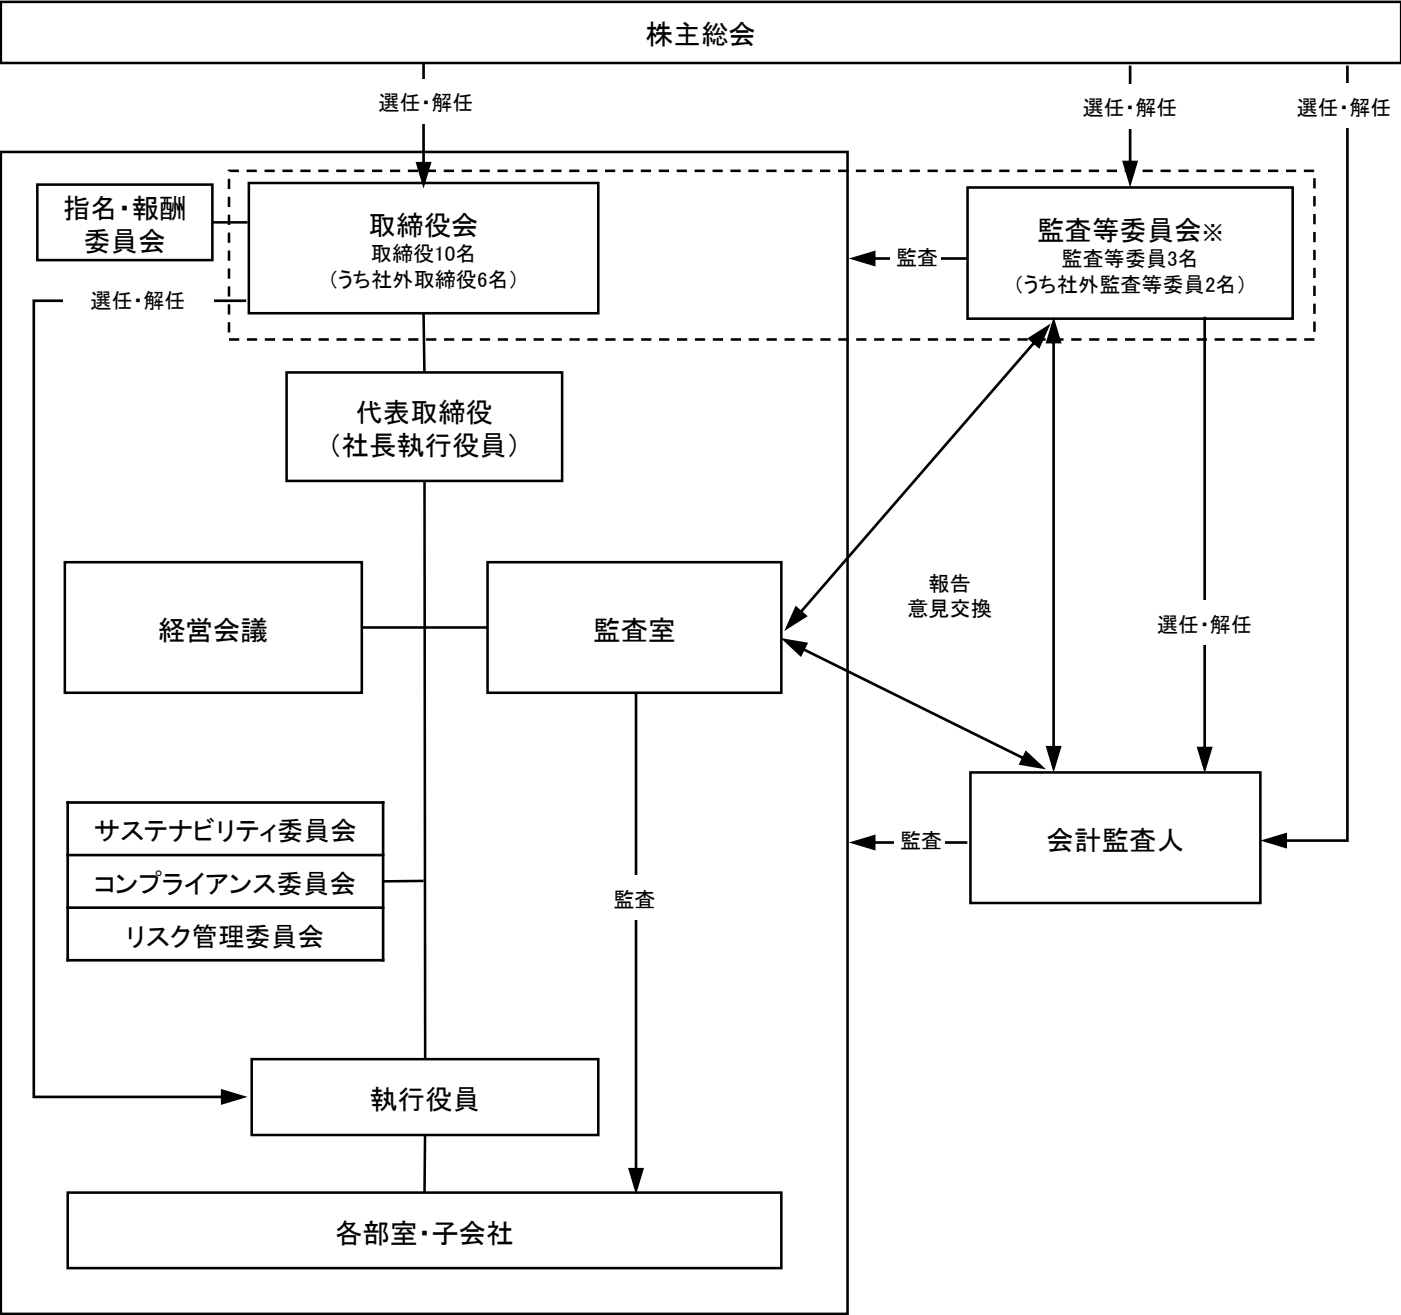 株主総会
選任・解任
選任・解任
選任・解任
指名・報酬
委員会
取締役会
取締役10名
（うち社外取締役6名）
監査等委員会※
監査等委員3名
（うち社外監査等委員2名）
監査
選任・解任
代表取締役
（社長執行役員）
報告
意見交換
経営会議
監査室
選任・解任
サステナビリティ委員会
コンプライアンス委員会
リスク管理委員会
監査
会計監査人
監査
執行役員
各部室・子会社